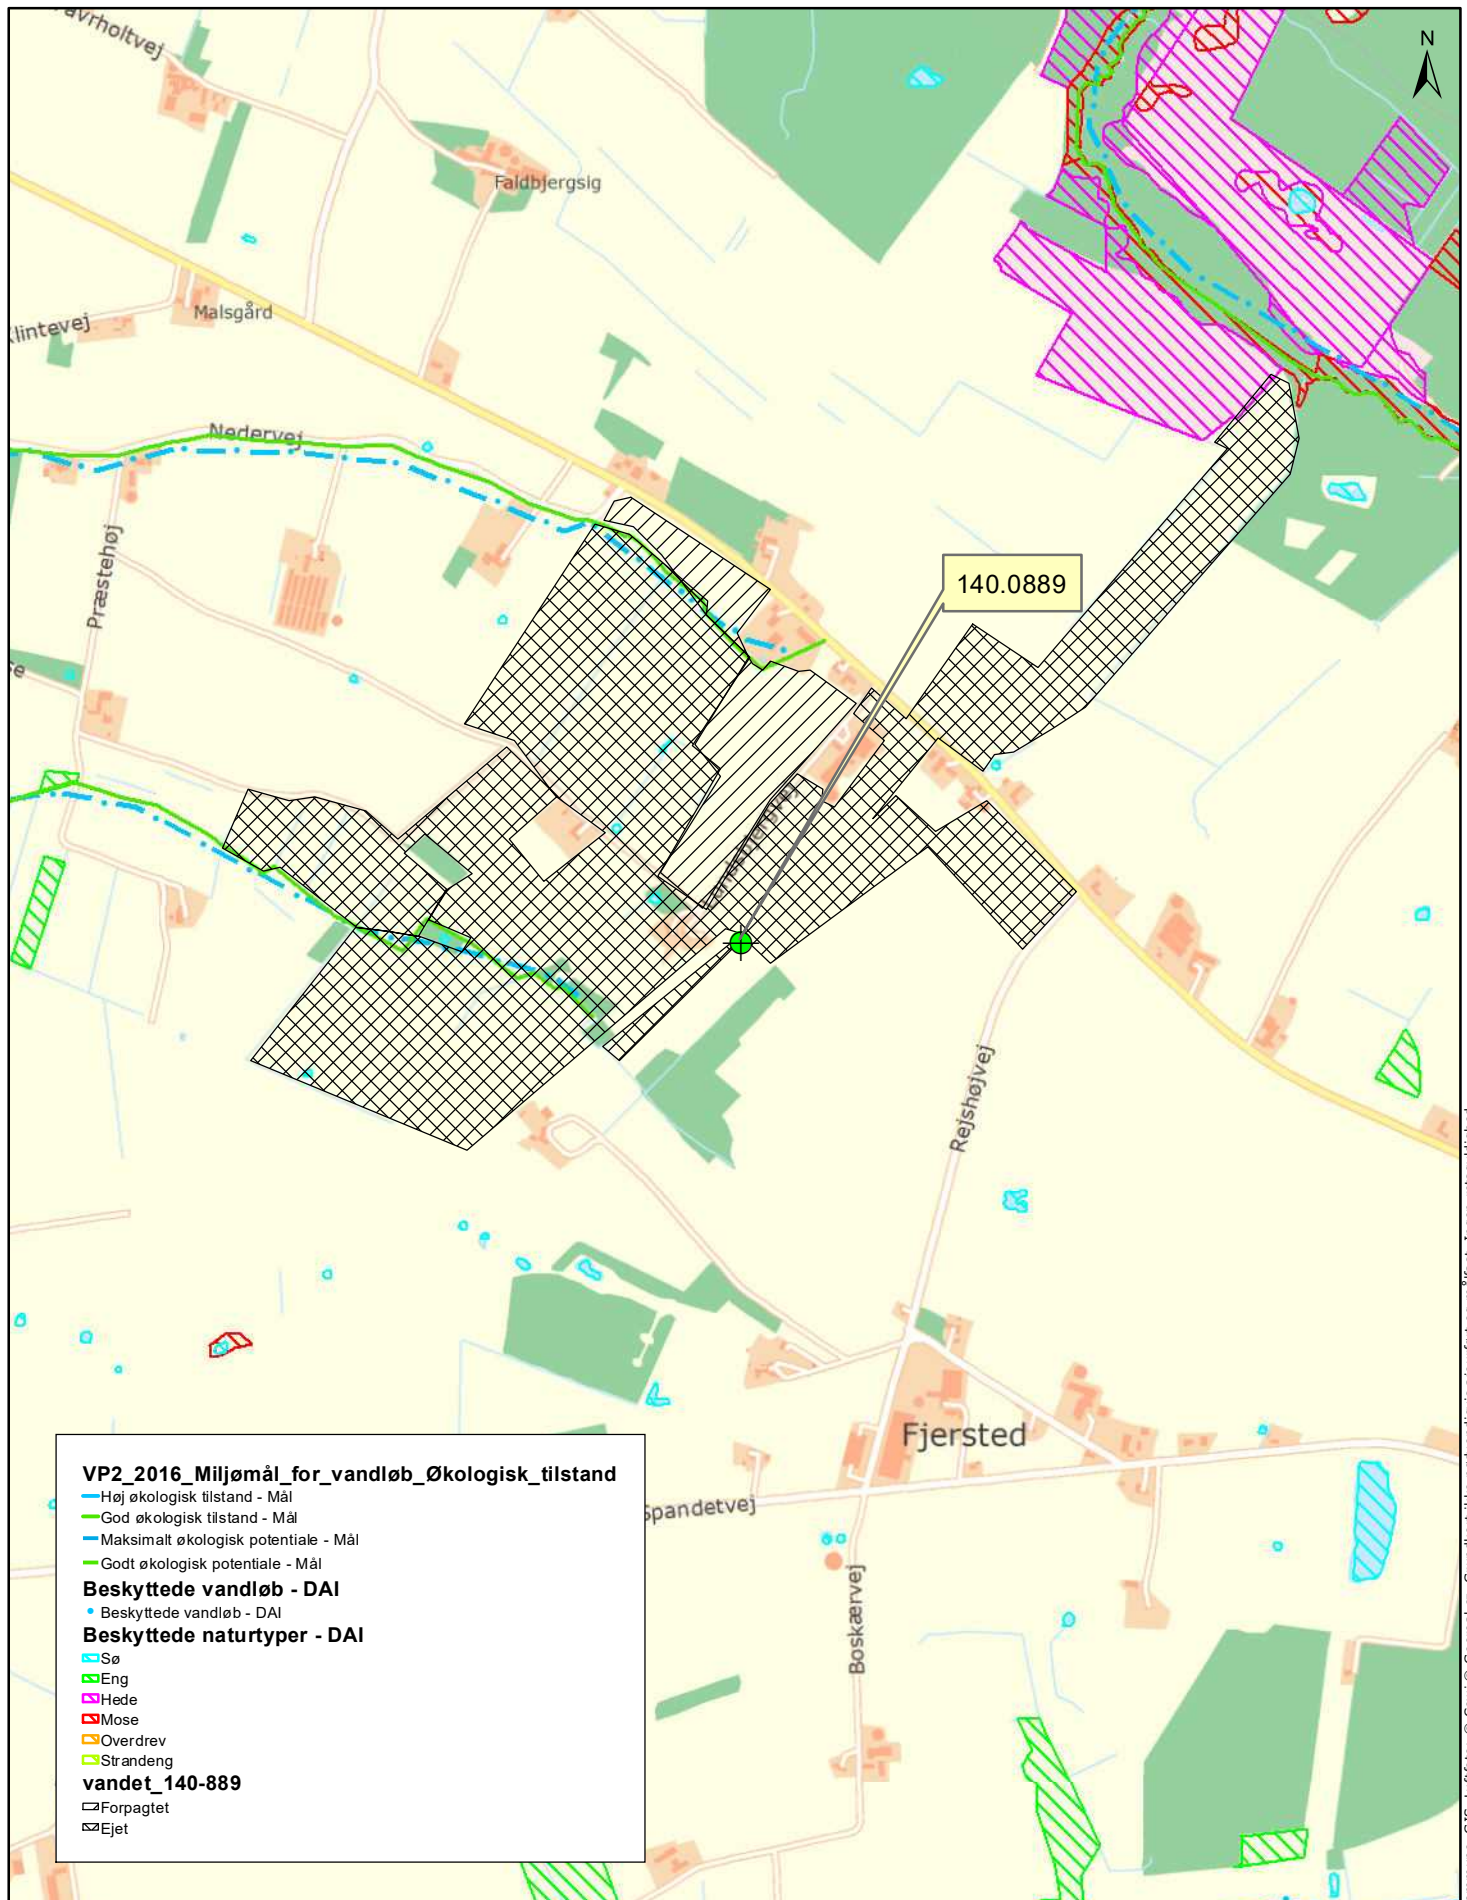 N
Faldbjergsig
Malsgård
Nedervej
Præstehøj
140.0889
Rejshøjvej
Fjersted
Spandetvej
Boskærvej
VP2_2016_Miljømål_for_vandløb_Økologisk_tilstand
Høj økologisk tilstand - Mål
God økologisk tilstand - Mål
Maksimalt økologisk potentiale - Mål
Godt økologisk potentiale - Mål
Beskyttede vandløb - DAI
Beskyttede vandløb - DAI
Beskyttede naturtyper - DAI
Sø
Eng
Hede
Mose
Overdrev
Strandeng
vandet_140-889
Forpagtet
Ejet